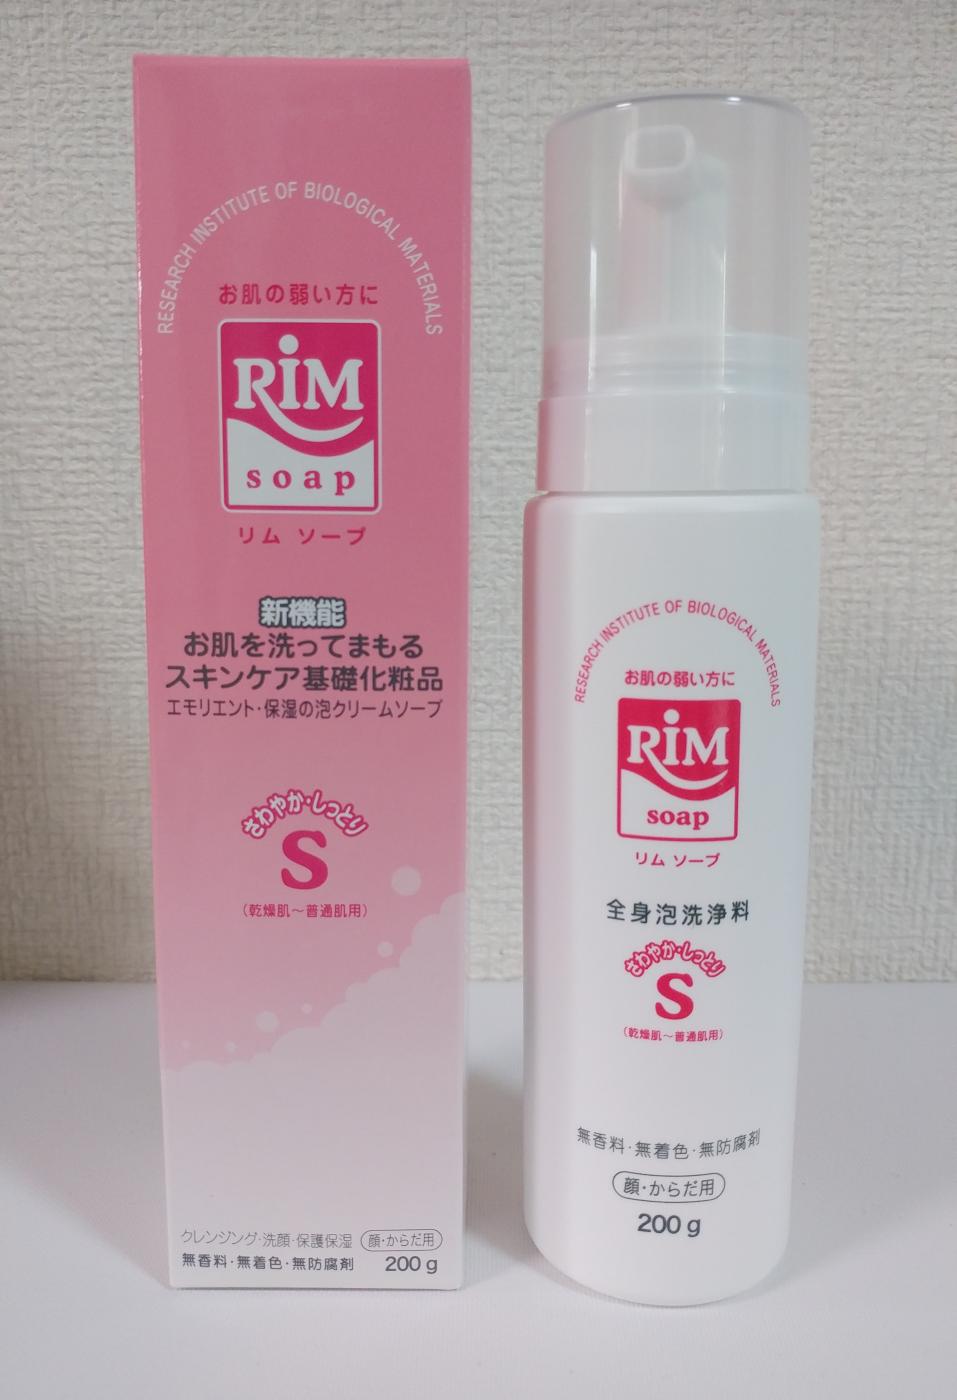 RESEARCH INSTITUTE OF BIOLOGICAL MATERIALS
お肌の弱い方に
RiM
soap
リム ソープ
新機能
お肌を洗ってまもる
スキンケア基礎化粧品
エモリエント・保湿の泡クリームソープ
さわやか・しっとり
S
(乾燥肌～普通肌用)
クレンジング・洗顔・保護保湿 顔・からだ用
無香料・無着色・無防腐剤 200g
RESEARCH INSTITUTE OF BIOLOGICAL MATERIALS
お肌の弱い方に
RiM
soap
リム ソープ
全身泡洗浄料
さわやか・しっとり
S
(乾燥肌～普通肌用)
無香料・無着色・無防腐剤
顔・からだ用
200g